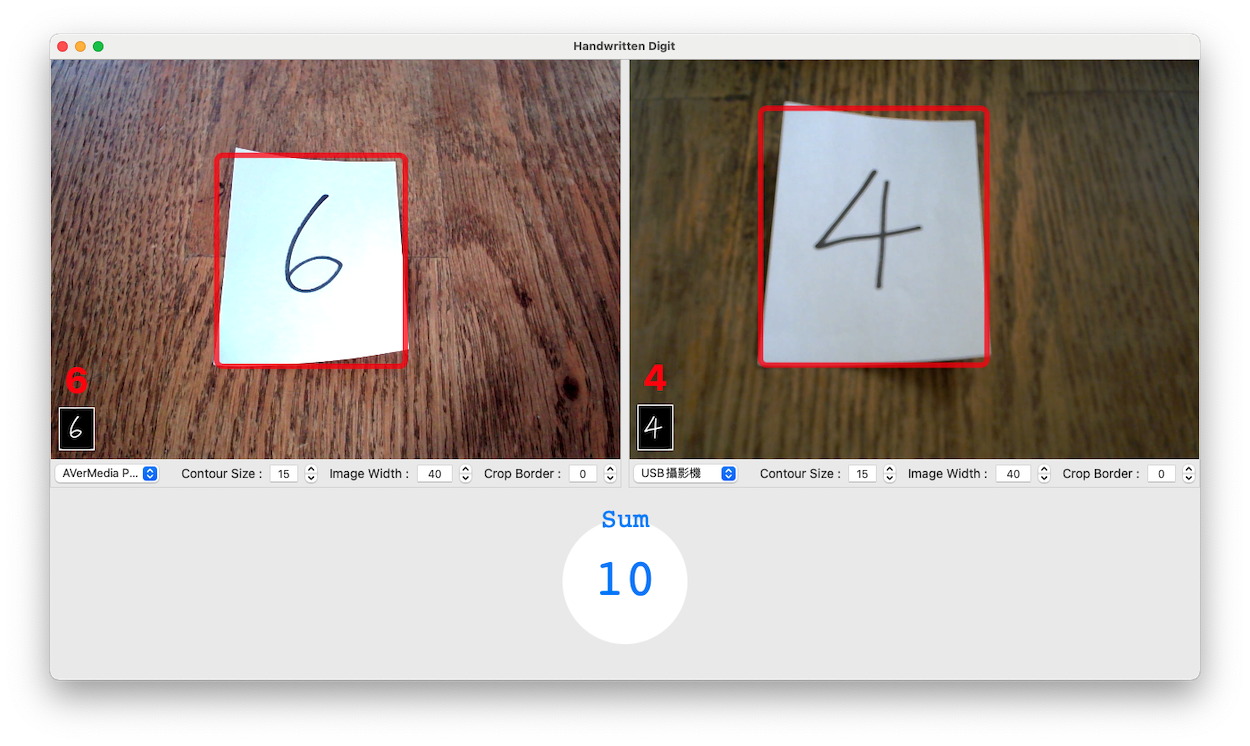 Handwritten Digit
6
4
6
4
6
4
AVerMedia P... Contour Size : 15 Image Width : 40 Crop Border : 0
USB攝影機 Contour Size : 15 Image Width : 40 Crop Border : 0
Sum
10